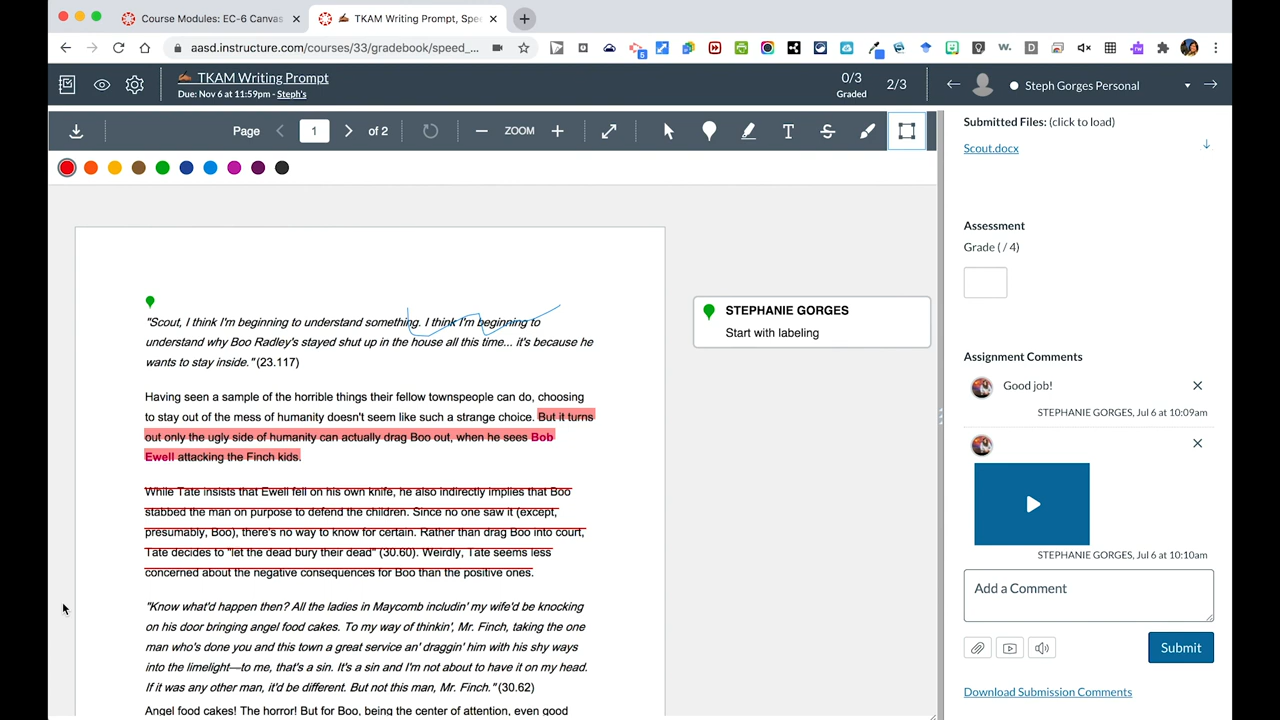 Course Modules: EC-6 Canvas
TKAM Writing Prompt, Spe
aasd.instructure.com/courses/33/gradebook/speed_...
TKAM Writing Prompt
Due: Nov 6 at 11:59pm - Steph's
0/3
Graded
2/3
Steph Gorges Personal
Page
1
of 2
ZOOM
Submitted Files: (click to load)
Scout.docx
Assessment
Grade ( / 4)
"Scout, I think I'm beginning to understand something. I think I'm beginning to
understand why Boo Radley's stayed shut up in the house all this time... it's because he
wants to stay inside." (23.117)
Having seen a sample of the horrible things their fellow townspeople can do, choosing
to stay out of the mess of humanity doesn't seem like such a strange choice. But it turns
out only the ugly side of humanity can actually drag Boo out, when he sees Bob
Ewell attacking the Finch kids.
While Tate insists that Ewell fell on his own knife, he also indirectly implies that Boo
stabbed the man on purpose to defend the children. Since no one saw it (except,
presumably, Boo), there's no way to know for certain. Rather than drag Boo into court,
Tate decides to "let the dead bury their dead" (30.60). Weirdly, Tate seems less
concerned about the negative consequences for Boo than the positive ones.
"Know what'd happen then? All the ladies in Maycomb includin' my wife'd be knocking
on his door bringing angel food cakes. To my way of thinkin', Mr. Finch, taking the one
man who's done you and this town a great service an' draggin' him with his shy ways
into the limelight—to me, that's a sin. It's a sin and I'm not about to have it on my head.
If it was any other man, it'd be different. But not this man, Mr. Finch." (30.62)
Angel food cakes! The horror! But for Boo, being the center of attention, even good
STEPHANIE GORGES
Start with labeling
Assignment Comments
Good job!
STEPHANIE GORGES, Jul 6 at 10:09am
STEPHANIE GORGES, Jul 6 at 10:10am
Add a Comment
Submit
Download Submission Comments